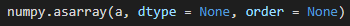 numpy.asarray(a, dtype = None, order = None)